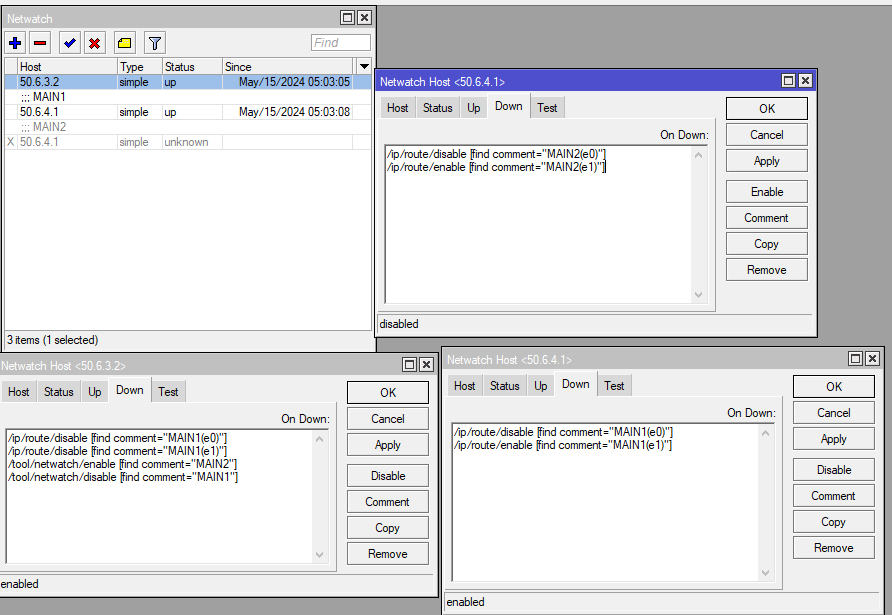 Netwatch
Find
Host Type Status Since
50.6.3.2 simple up May/15/2024 05:03:05
;;; MAIN1
50.6.4.1 simple up May/15/2024 05:03:08
;;; MAIN2
X 50.6.4.1 simple unknown
3 items (1 selected)
Netwatch Host <50.6.4.1>
Host Status Up Down Test
On Down:
/ip/route/disable [find comment="MAIN2(e0)"]
/ip/route/enable [find comment="MAIN2(e1)"]
OK
Cancel
Apply
Enable
Comment
Copy
Remove
disabled
Netwatch Host <50.6.3.2>
Host Status Up Down Test
On Down:
/ip/route/disable [find comment="MAIN1(e0)"]
/ip/route/disable [find comment="MAIN1(e1)"]
/tool/netwatch/enable [find comment="MAIN2"]
/tool/netwatch/disable [find comment="MAIN1"]
OK
Cancel
Apply
Disable
Comment
Copy
Remove
enabled
Netwatch Host <50.6.4.1>
Host Status Up Down Test
On Down:
/ip/route/disable [find comment="MAIN1(e0)"]
/ip/route/enable [find comment="MAIN1(e1)"]
OK
Cancel
Apply
Disable
Comment
Copy
Remove
enabled